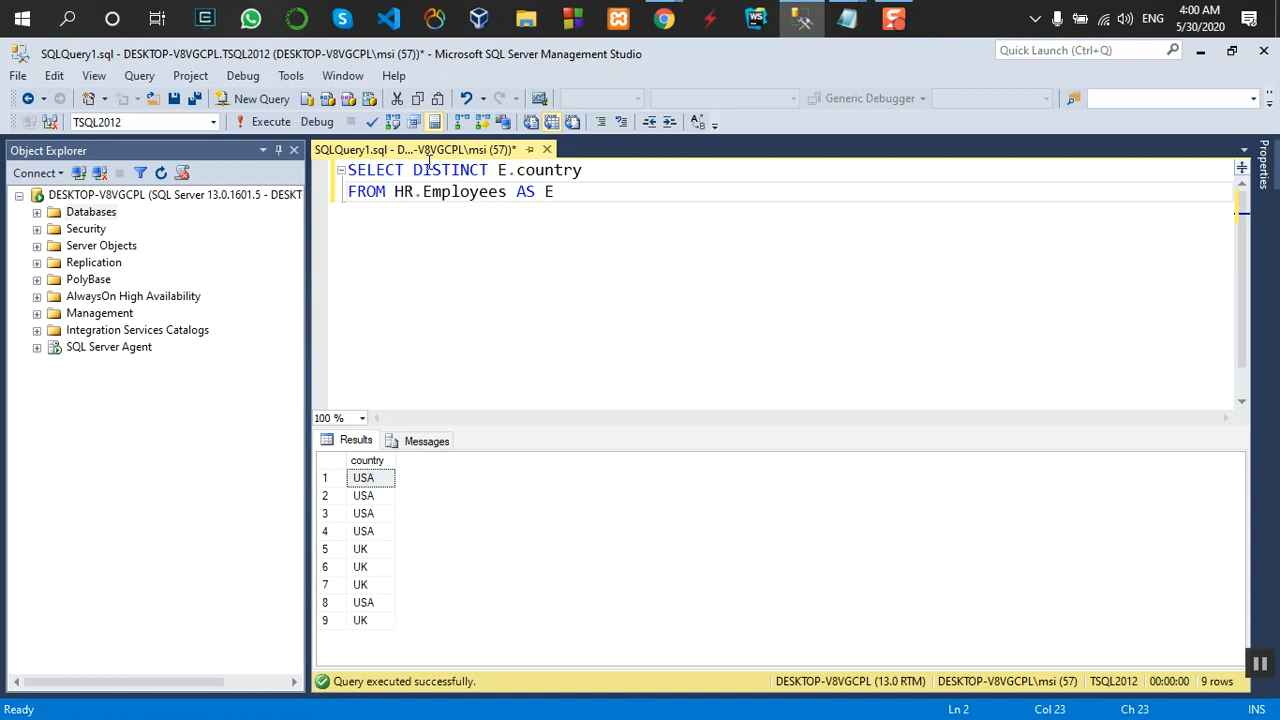 4:00 AM
ENG
5/30/2020
SQLQuery1.sql - DESKTOP-V8VGCPL.TSQL2012 (DESKTOP-V8VGCPL\msi (57))* - Microsoft SQL Server Management Studio
Quick Launch (Ctrl+Q)
File Edit View Query Project Debug Tools Window Help
New Query
Generic Debugger
TSQL2012
Execute Debug
Object Explorer
SQLQuery1.sql - D...-V8VGCPL\msi (57))*
Connect
DESKTOP-V8VGCPL (SQL Server 13.0.1601.5 - DESKT
Databases
Security
Server Objects
Replication
PolyBase
AlwaysOn High Availability
Management
Integration Services Catalogs
SQL Server Agent
SELECT DISTINCT E.country
FROM HR.Employees AS E
Properties
100 %
Results Messages
country
1 USA
2 USA
3 USA
4 USA
5 UK
6 UK
7 UK
8 USA
9 UK
Query executed successfully.
DESKTOP-V8VGCPL (13.0 RTM) DESKTOP-V8VGCPL\msi (57) TSQL2012 00:00:00 9 rows
Ready Ln 2 Col 23 Ch 23 INS